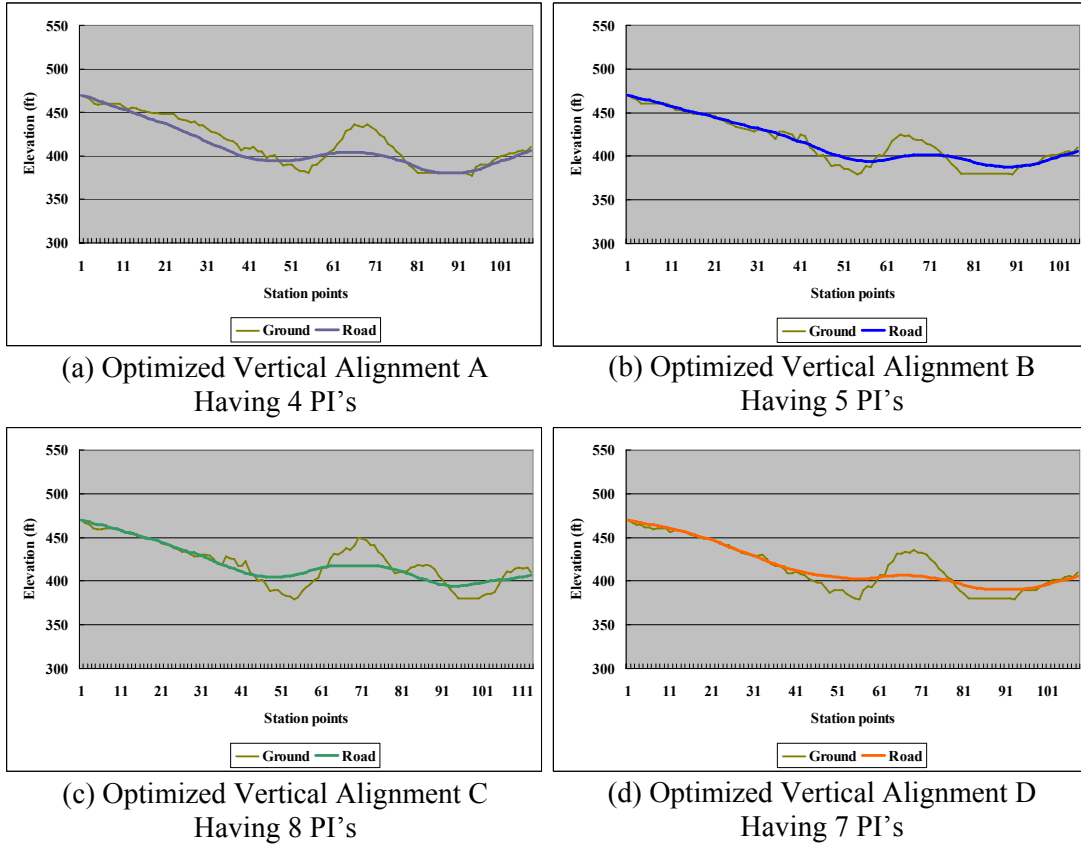 550
500
450
400
350
300
Elevation (ft)
1 11 21 31 41 51 61 71 81 91 101
Station points
Ground Road
(a) Optimized Vertical Alignment A
Having 4 PI's
550
500
450
400
350
300
Elevation (ft)
1 11 21 31 41 51 61 71 81 91 101
Station points
Ground Road
(b) Optimized Vertical Alignment B
Having 5 PI's
550
500
450
400
350
300
Elevation (ft)
1 11 21 31 41 51 61 71 81 91 101 111
Station points
Ground Road
(c) Optimized Vertical Alignment C
Having 8 PI's
550
500
450
400
350
300
Elevation (ft)
1 11 21 31 41 51 61 71 81 91 101
Station points
Ground Road
(d) Optimized Vertical Alignment D
Having 7 PI's